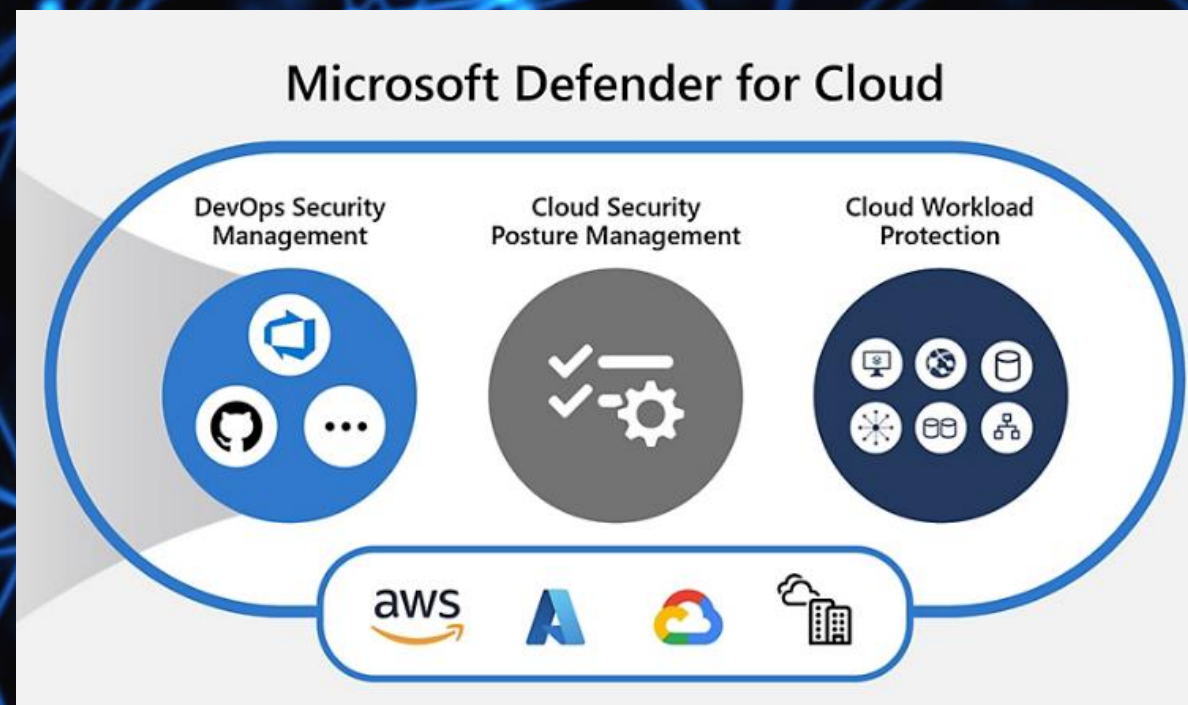 Microsoft Defender for Cloud
DevOps Security
Management
Cloud Security
Posture Management
Cloud Workload
Protection
aws